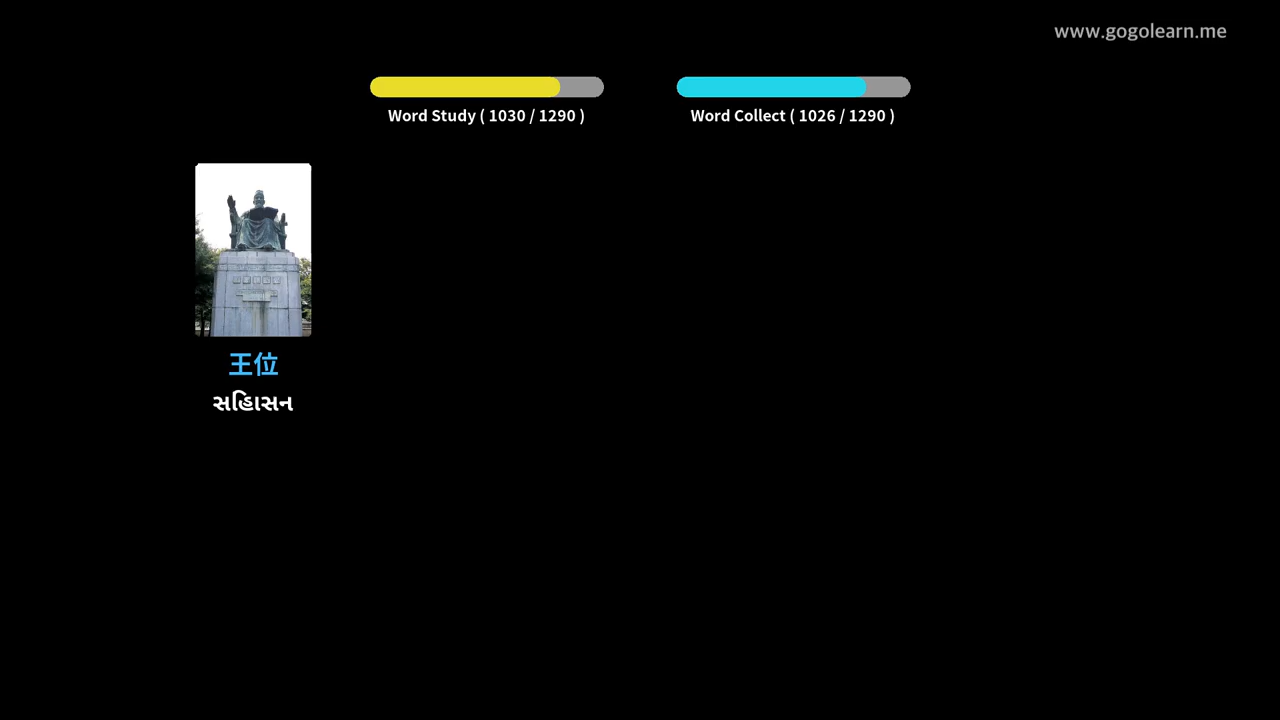 www.gogolearn.me
Word Study ( 1030 / 1290 )
Word Collect ( 1026 / 1290 )
王位
સહિાસન